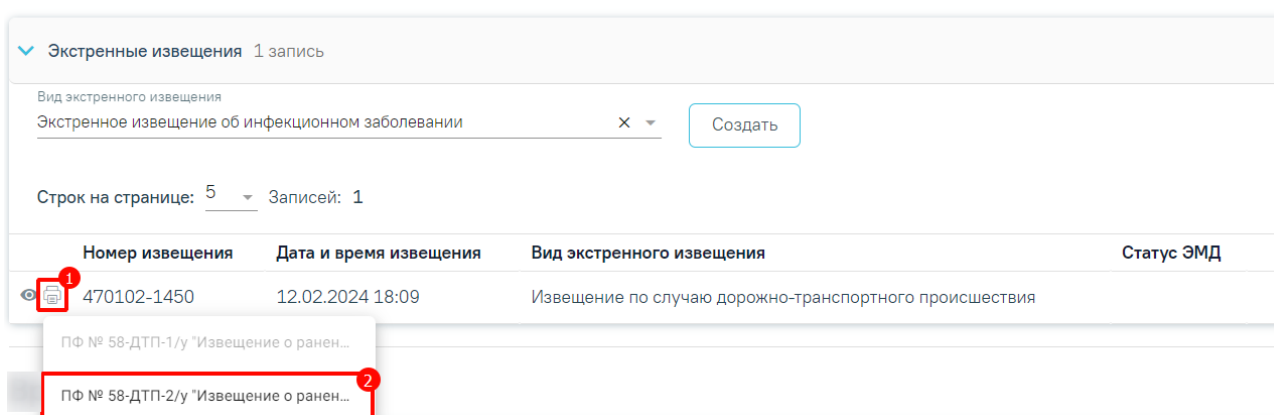 Экстренные извещения 1 запись
Вид экстренного извещения
Экстренное извещение об инфекционном заболевании
Создать
Строк на странице: 5 Записей: 1
Номер извещения Дата и время извещения Вид экстренного извещения Статус ЭМД
1
470102-1450 12.02.2024 18:09 Извещение по случаю дорожно-транспортного происшествия
ПФ № 58-ДТП-1/у "Извещение о ранен...
2
ПФ № 58-ДТП-2/у "Извещение о ранен...